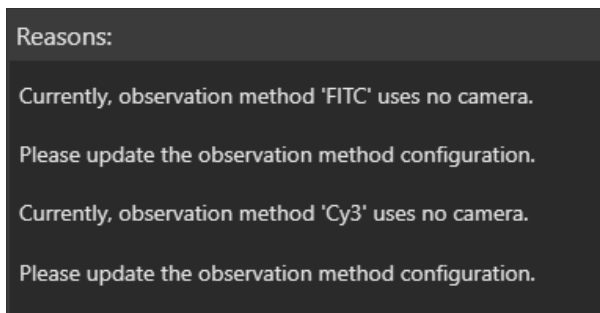 Reasons:
Currently, observation method 'FITC' uses no camera.
Please update the observation method configuration.
Currently, observation method 'Cy3' uses no camera.
Please update the observation method configuration.